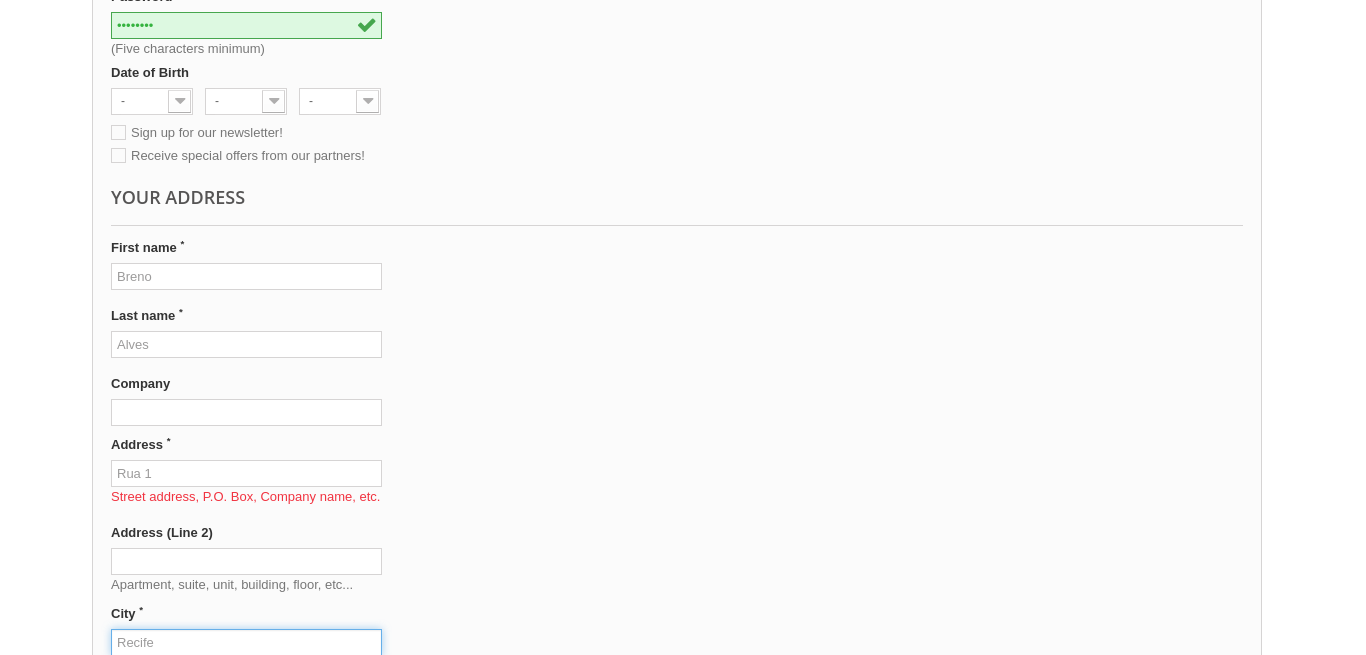 ••••••••
(Five characters minimum)
Date of Birth
- - -
Sign up for our newsletter!
Receive special offers from our partners!
YOUR ADDRESS
First name *
Breno
Last name *
Alves
Company
Address *
Rua 1
Street address, P.O. Box, Company name, etc.
Address (Line 2)
Apartment, suite, unit, building, floor, etc...
City *
Recife